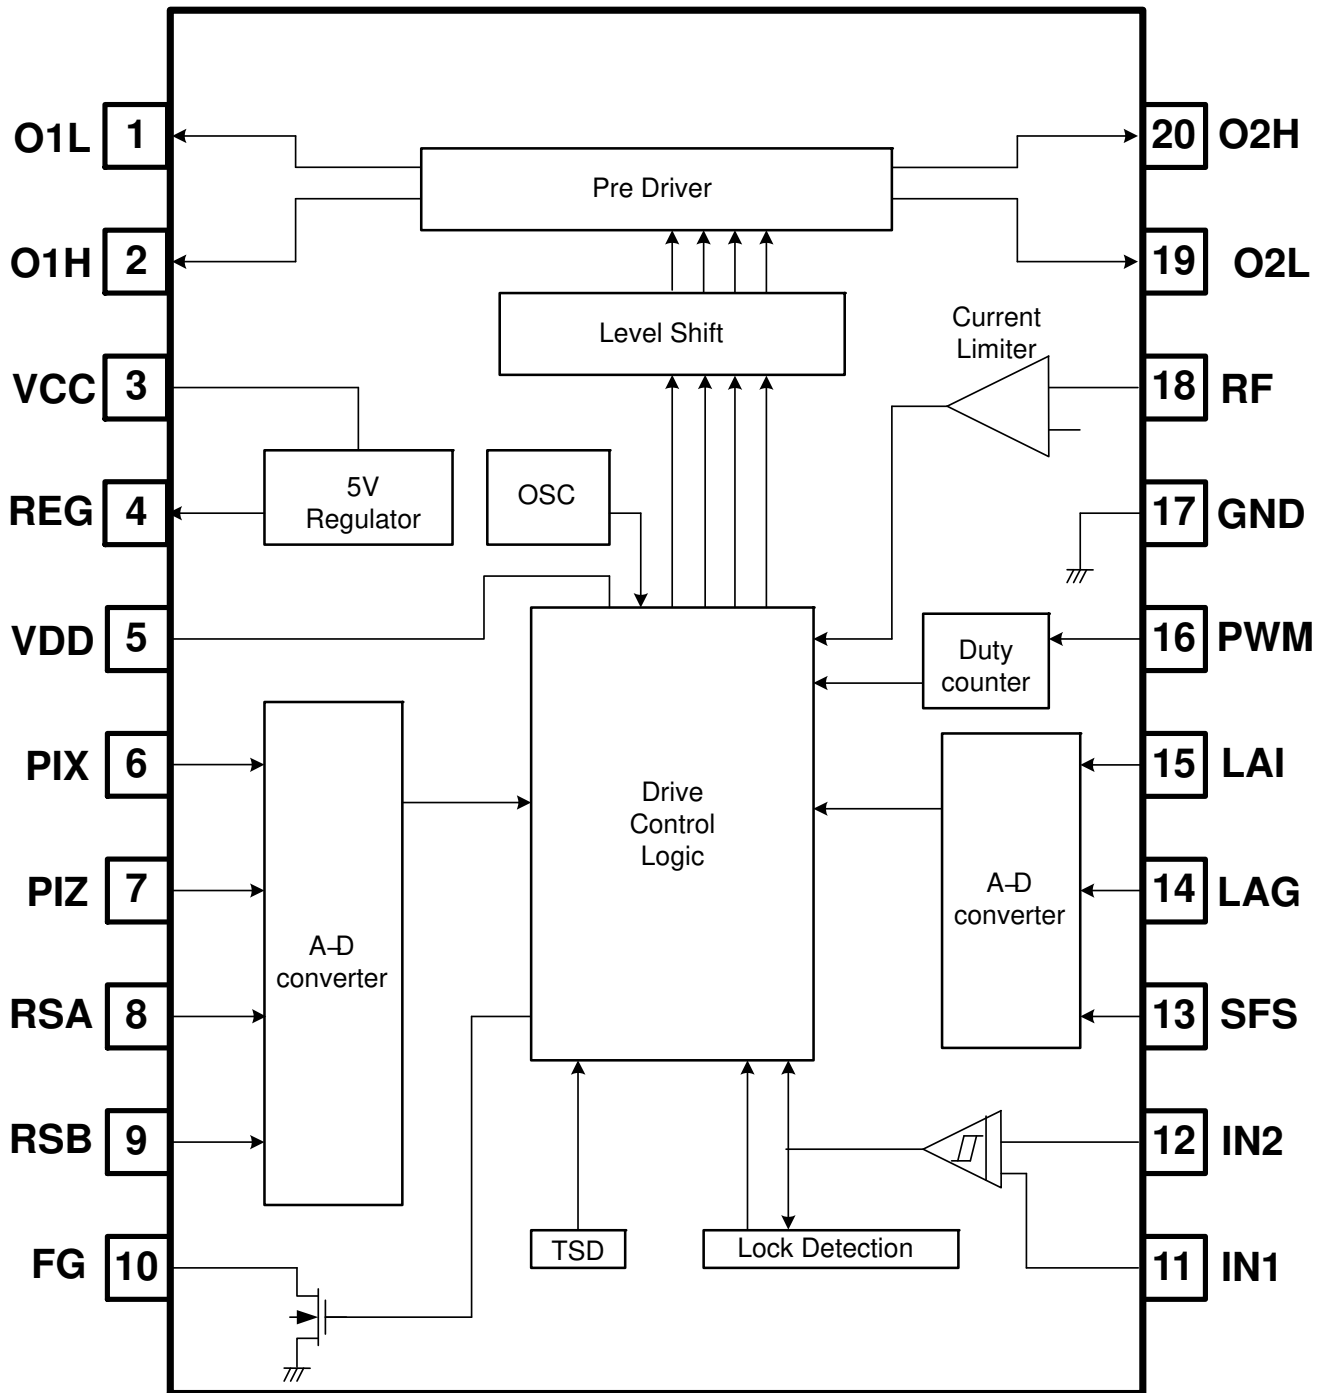 O1L 1
20 O2H
Pre Driver
O1H 2
19 O2L
Level Shift
Current
Limiter
VCC 3
18 RF
REG 4
5V
Regulator
OSC
17 GND
VDD 5
Duty
counter
16 PWM
PIX 6
15 LAI
Drive
Control
Logic
PIZ 7
A–D
converter
14 LAG
A–D
converter
RSA 8
13 SFS
RSB 9
12 IN2
TSD
Lock Detection
FG 10
11 IN1